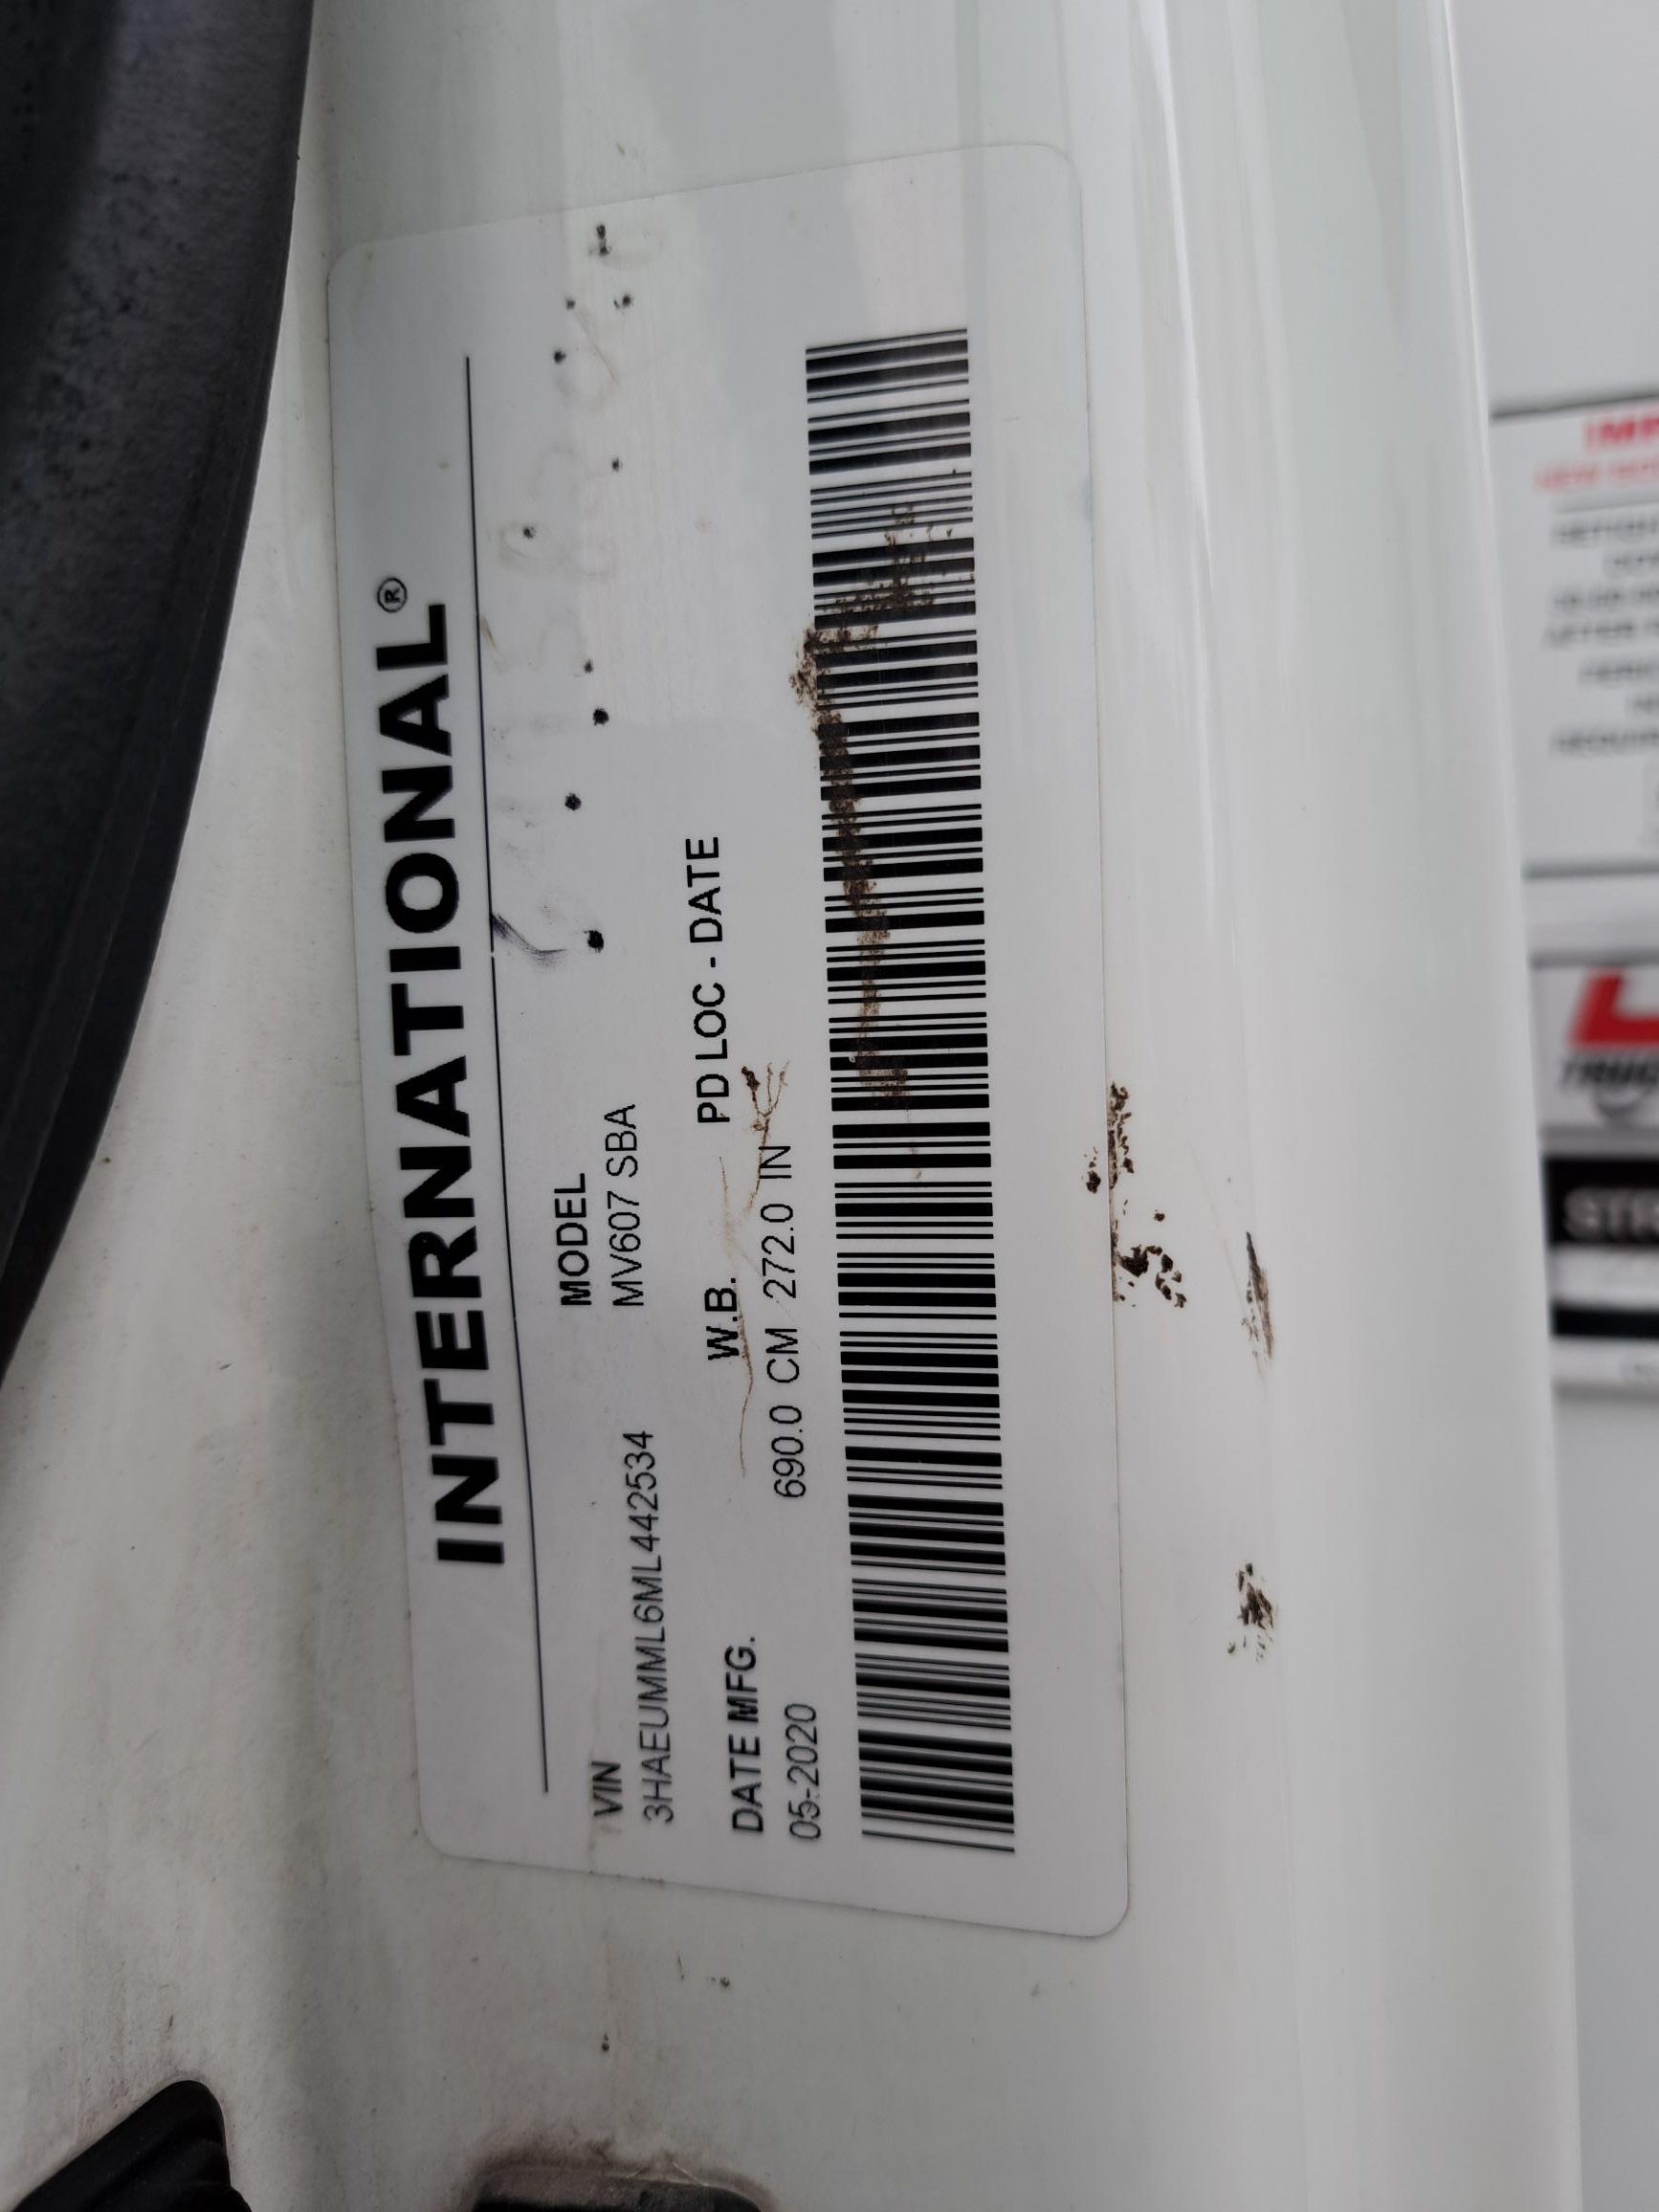 INTERNATIONAL®
VIN
3HAEUMML6ML442534
MODEL
MV607 SBA
DATE MFG.
05-2020
W.B.
690.0 CM 272.0 IN
PD LOC - DATE